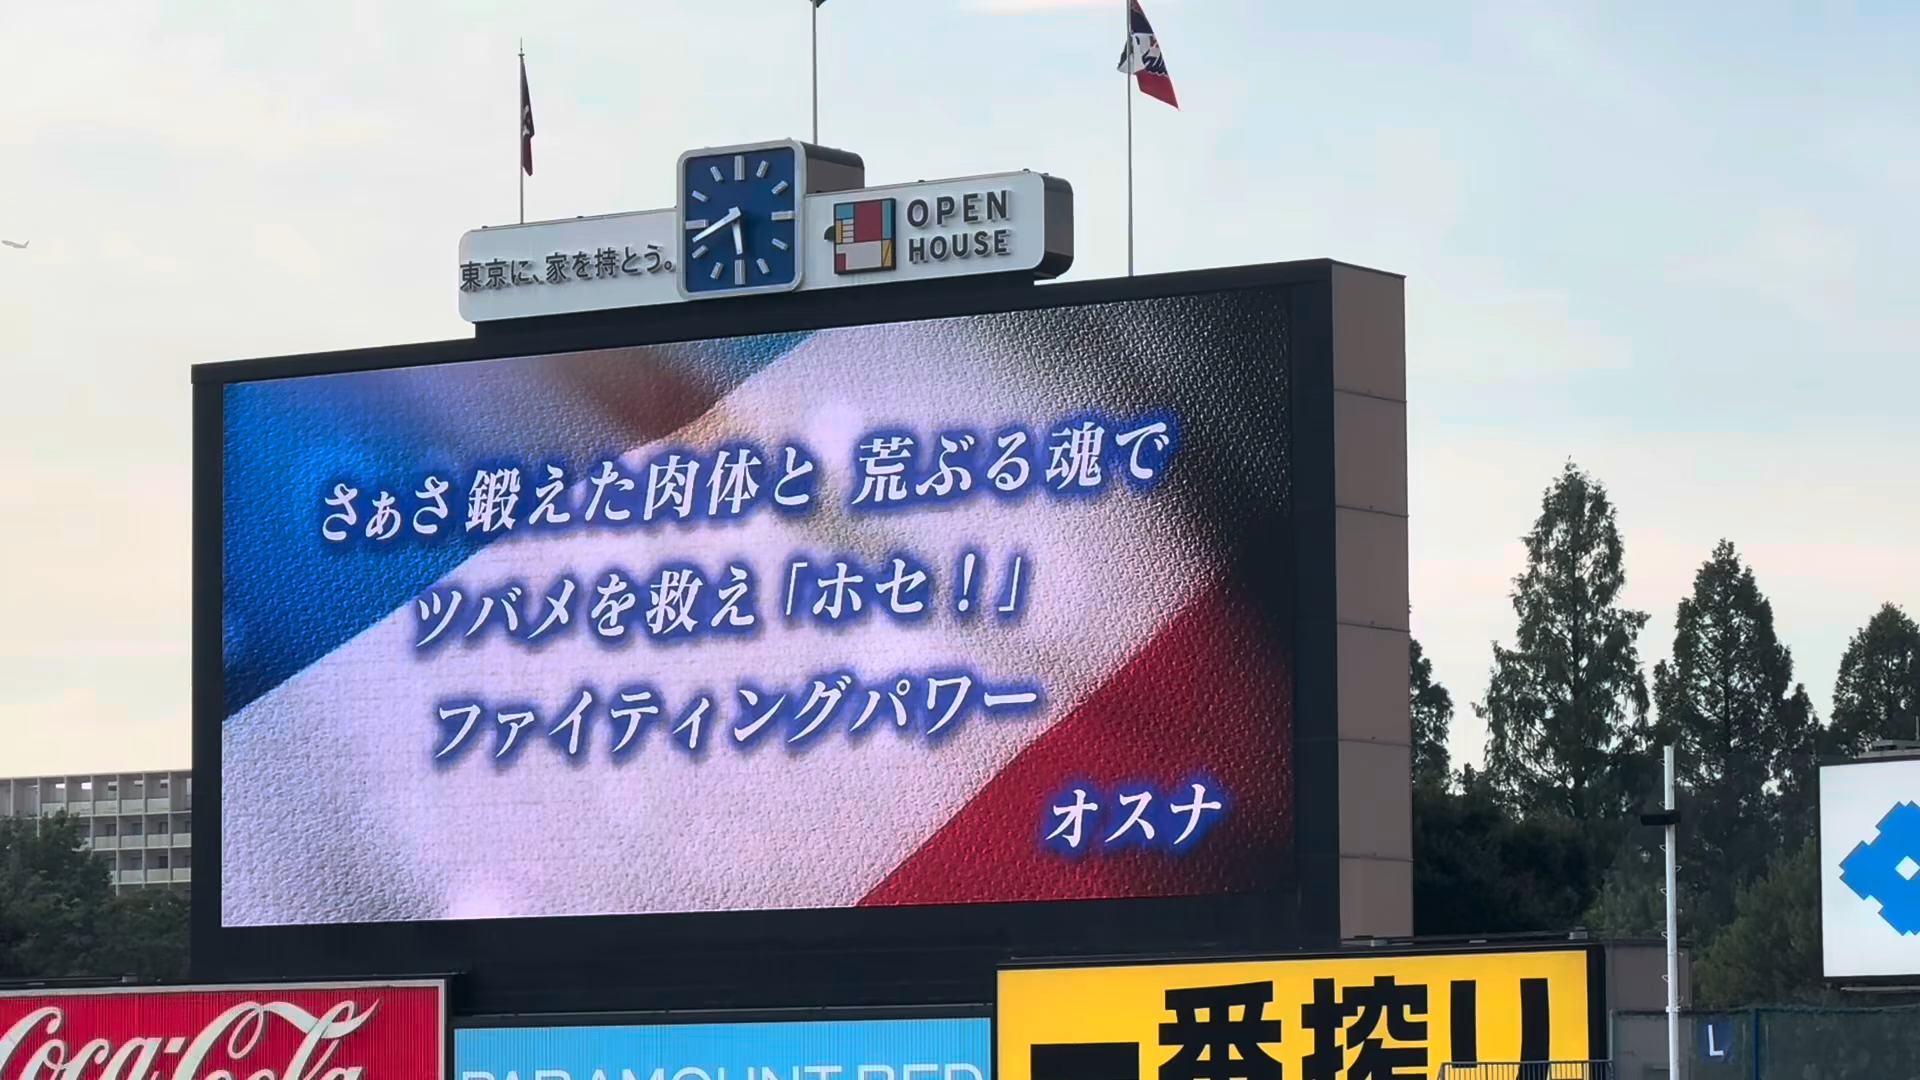 東京に、家を持とう。
OPEN
HOUSE
さぁさ鍛えた肉体と 荒ぶる魂で
ツバメを救え「ホセ！」
ファイティングパワー
オスナ
Coca-Cola
PARAMOUNT BED
一番搾り
L